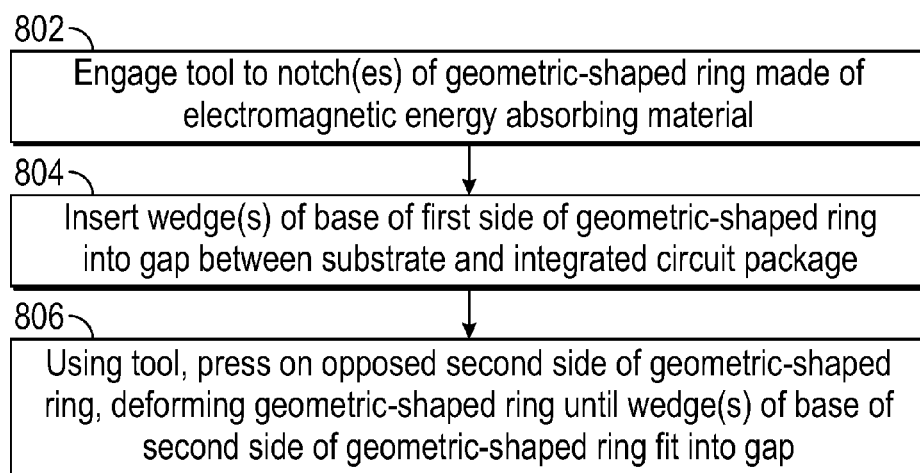 802
Engage tool to notch(es) of geometric-shaped ring made of
electromagnetic energy absorbing material
804
Insert wedge(s) of base of first side of geometric-shaped ring
into gap between substrate and integrated circuit package
806
Using tool, press on opposed second side of geometric-shaped
ring, deforming geometric-shaped ring until wedge(s) of base of
second side of geometric-shaped ring fit into gap